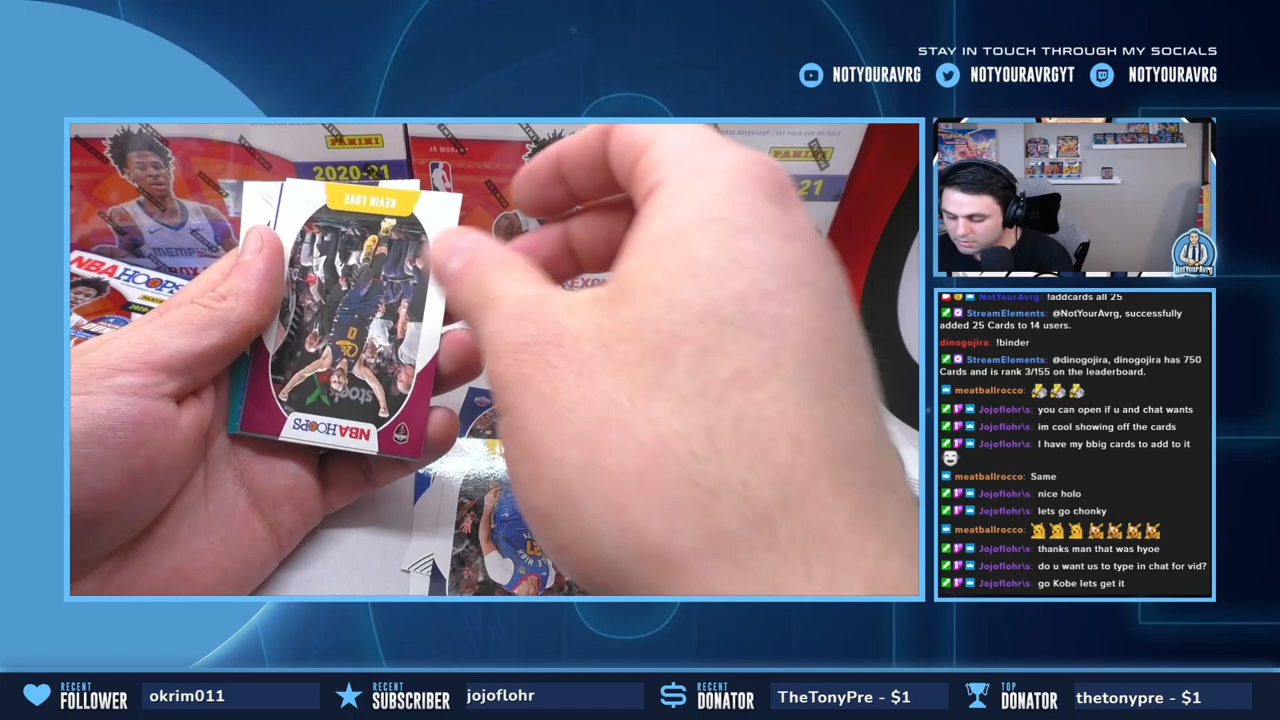 STAY IN TOUCH THROUGH MY SOCIALS
NOTYOURAVRG NOTYOURAVRGYT NOTYOURAVRG
PANINI
2020-21
JA MORANT
PANINI
21
MEMPHIS
NBA HOOPS
KEVIN LOVE
NBA HOOPS
NotYourAvrg
NotYourAvrg: !addcards all 25
StreamElements: @NotYourAvrg, successfully
added 25 Cards to 14 users.
dinogojira: !binder
StreamElements: @dinogojira, dinogojira has 750
Cards and is rank 3/155 on the leaderboard.
meatballrocco:
Jojoflohr\s: you can open if u and chat wants
Jojoflohr\s: im cool showing off the cards
Jojoflohr\s: I have my bbig cards to add to it
meatballrocco: Same
Jojoflohr\s: nice holo
Jojoflohr\s: lets go chonky
meatballrocco:
Jojoflohr\s: thanks man that was hyoe
Jojoflohr\s: do u want us to type in chat for vid?
Jojoflohr\s: go Kobe lets get it
RECENT FOLLOWER okrim011
RECENT SUBSCRIBER jojoflohr
RECENT DONATOR TheTonyPre - $1
TOP DONATOR thetonypre - $1